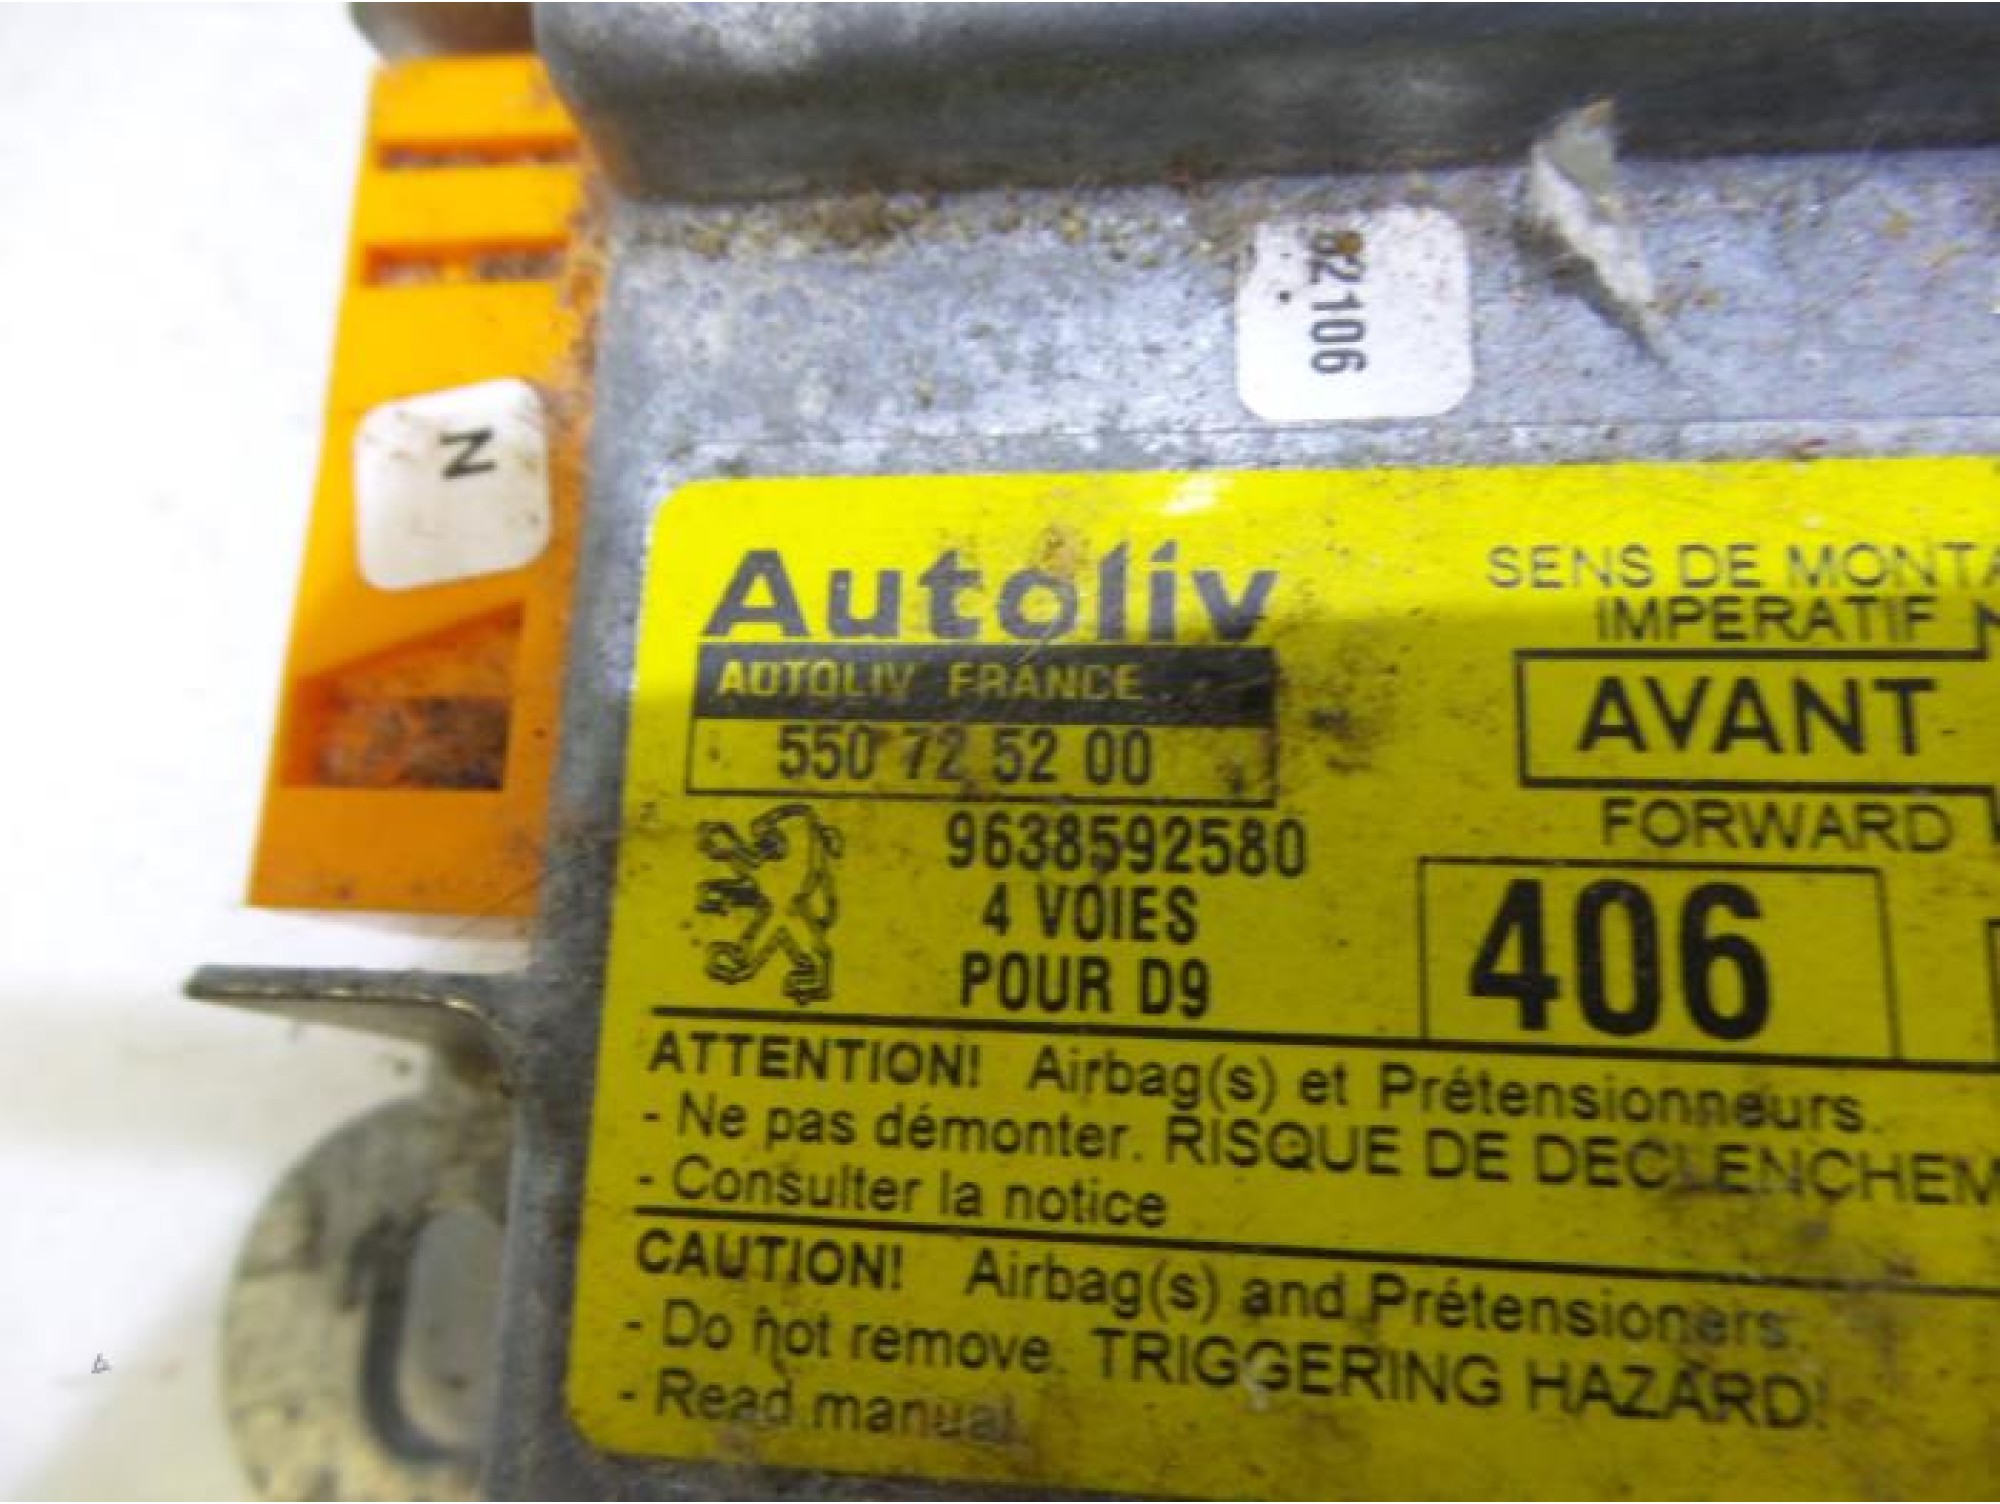 82106
N
Autoliv
AUTOLIV FRANCE
550 72 52 00
9638592580
4 VOIES
POUR D9
SENS DE MONTA
IMPERATIF
AVANT
FORWARD
406
ATTENTION! Airbag(s) et Prétensionneurs.
- Ne pas démonter. RISQUE DE DECLENCHEM
- Consulter la notice
CAUTION! Airbag(s) and Prétensioners.
- Do not remove. TRIGGERING HAZARD!
- Read manual